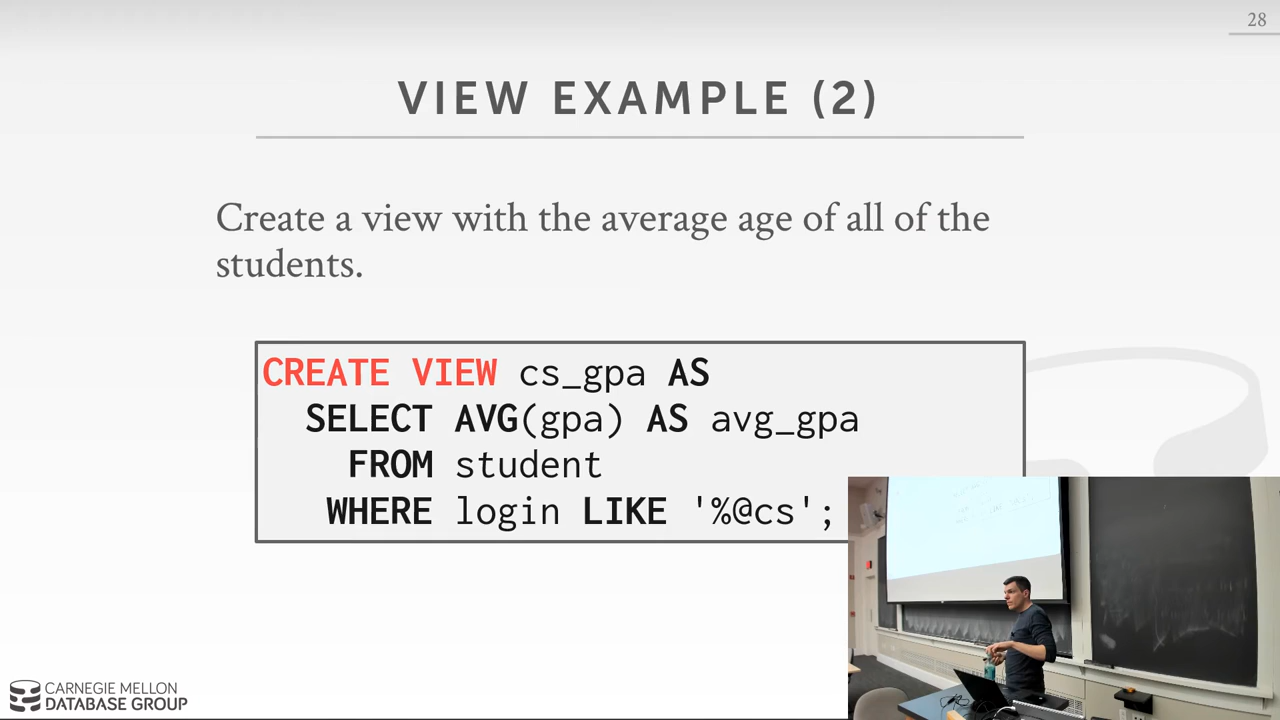 28
VIEW EXAMPLE (2)
Create a view with the average age of all of the
students.
CREATE VIEW cs_gpa AS
SELECT AVG(gpa) AS avg_gpa
FROM student
WHERE login LIKE '%@cs';
CARNEGIE MELLON
DATABASE GROUP